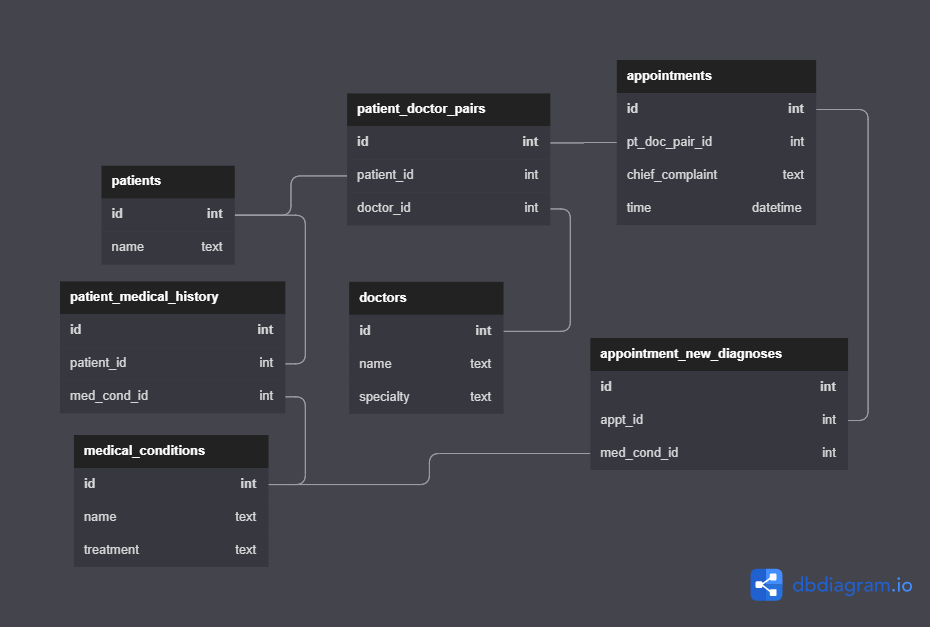 patients
id int
name text
patient_medical_history
id int
patient_id int
med_cond_id int
medical_conditions
id int
name text
treatment text
patient_doctor_pairs
id int
patient_id int
doctor_id int
doctors
id int
name text
specialty text
appointments
id int
pt_doc_pair_id int
chief_complaint text
time datetime
appointment_new_diagnoses
id int
appt_id int
med_cond_id int
dbdiagram.io